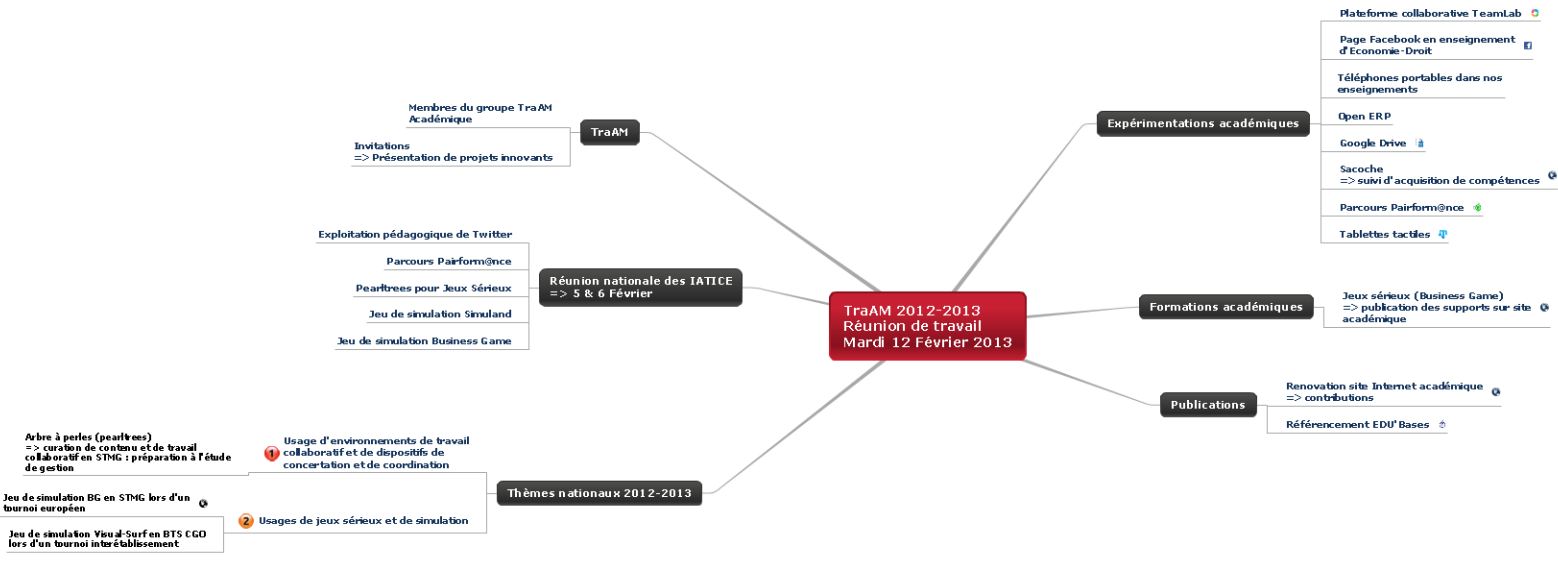 TraAM 2012-2013
Réunion de travail
Mardi 12 Février 2013
TraAM
Membres du groupe TraAM
Académique
Invitations
=> Présentation de projets innovants
Réunion nationale des IATICE
=> 5 & 6 Février
Exploitation pédagogique de Twitter
Parcours Pairform@nce
Pearltrees pour Jeux Sérieux
Jeu de simulation Simuland
Jeu de simulation Business Game
Thèmes nationaux 2012-2013
1
Usage d'environnements de travail
collaboratif et de dispositifs de
concertation et de coordination
Arbre à perles (pearltrees)
=> curation de contenu et de travail
collaboratif en STMG : préparation à l'étude
de gestion
2 Usages de jeux sérieux et de simulation
Jeu de simulation BG en STMG lors d'un
tournoi européen
Jeu de simulation Visual-Surf en BTS CGO
lors d'un tournoi interétablissement
Expérimentations académiques
Plateforme collaborative TeamLab
Page Facebook en enseignement
d'Economie-Droit
Téléphones portables dans nos
enseignements
Open ERP
Google Drive
Sacoche
=> suivi d'acquisition de compétences
Parcours Pairform@nce
Tablettes tactiles
Formations académiques
Jeux sérieux (Business Game)
=> publication des supports sur site
académique
Publications
Renovation site Internet académique
=> contributions
Référencement EDU'Bases